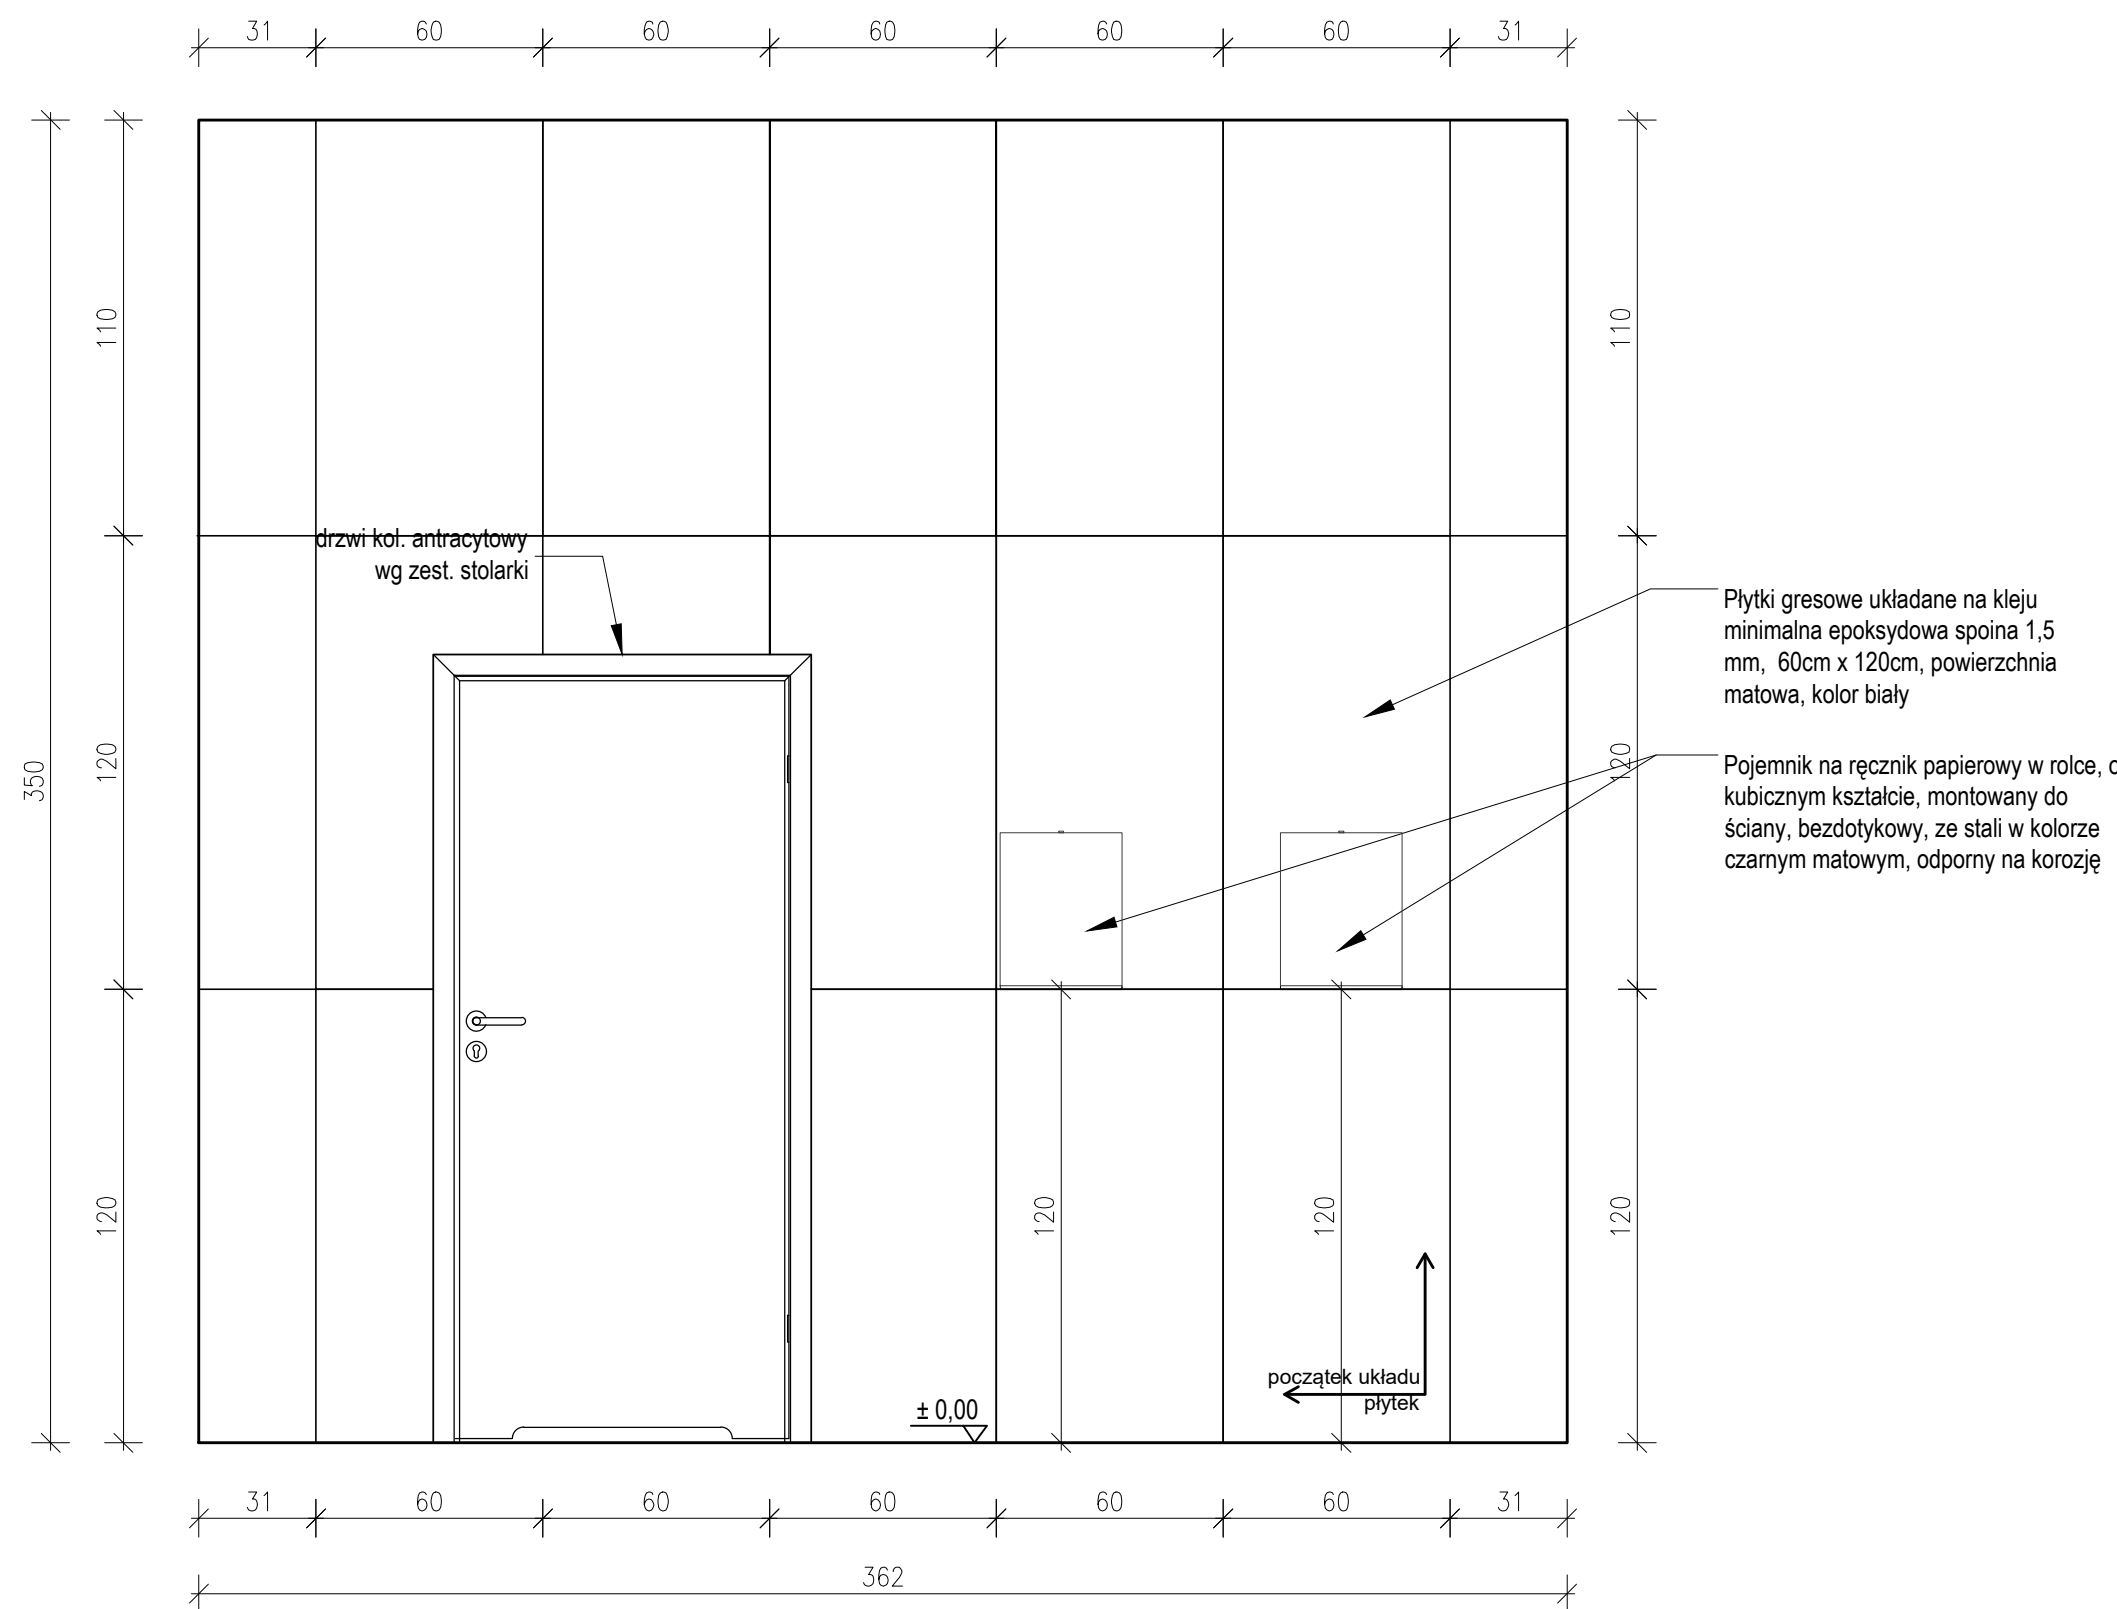 31 60 60 60 60 60 31
110
110
drzwi kol. antracytowy
wg zest. stolarki
Płytki gresowe układane na kleju
minimalna epoksydowa spoina 1,5
mm, 60cm x 120cm, powierzchnia
matowa, kolor biały
350
120
120
Pojemnik na ręcznik papierowy w rolce, o
kubicznym kształcie, montowany do
ściany, bezdotykowy, ze stali w kolorze
czarnym matowym, odporny na korozję
120
120
120
120
początek układu
płytek
± 0,00
31 60 60 60 60 60 31
362